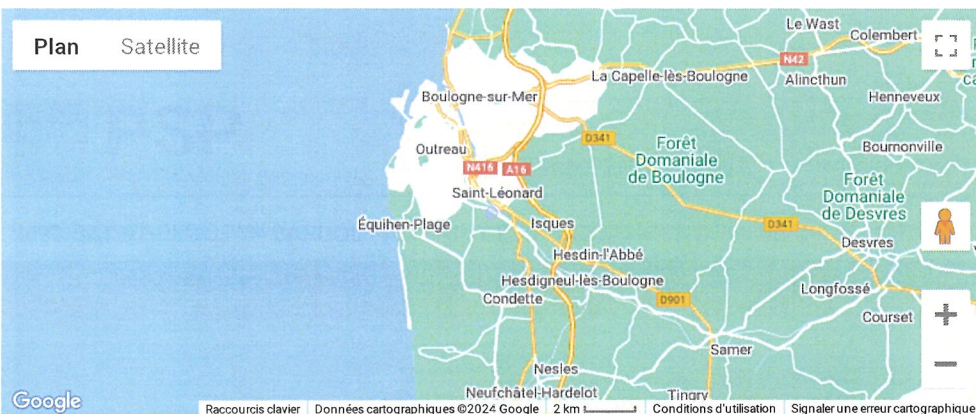 Plan Satellite
Le Wast
Colembert
N42
La Capelle-lès-Boulogne
Alincthun
Boulogne-sur-Mer
Henneveux
D341
Outreau
Forêt
Domaniale
de Boulogne
Bournonville
N416 A16
Forêt
Domaniale
de Desvres
Saint-Léonard
Équihen-Plage
Isques
D341
Desvres
Hesdin-l'Abbé
Hesdigneul-lès-Boulogne
Longfossé
Condette
D901
Courset
Samer
Nesles
Neufchâtel-Hardelot
Tingry
Google
Raccourcis clavier Données cartographiques ©2024 Google 2 km Conditions d'utilisation Signaler une erreur cartographique